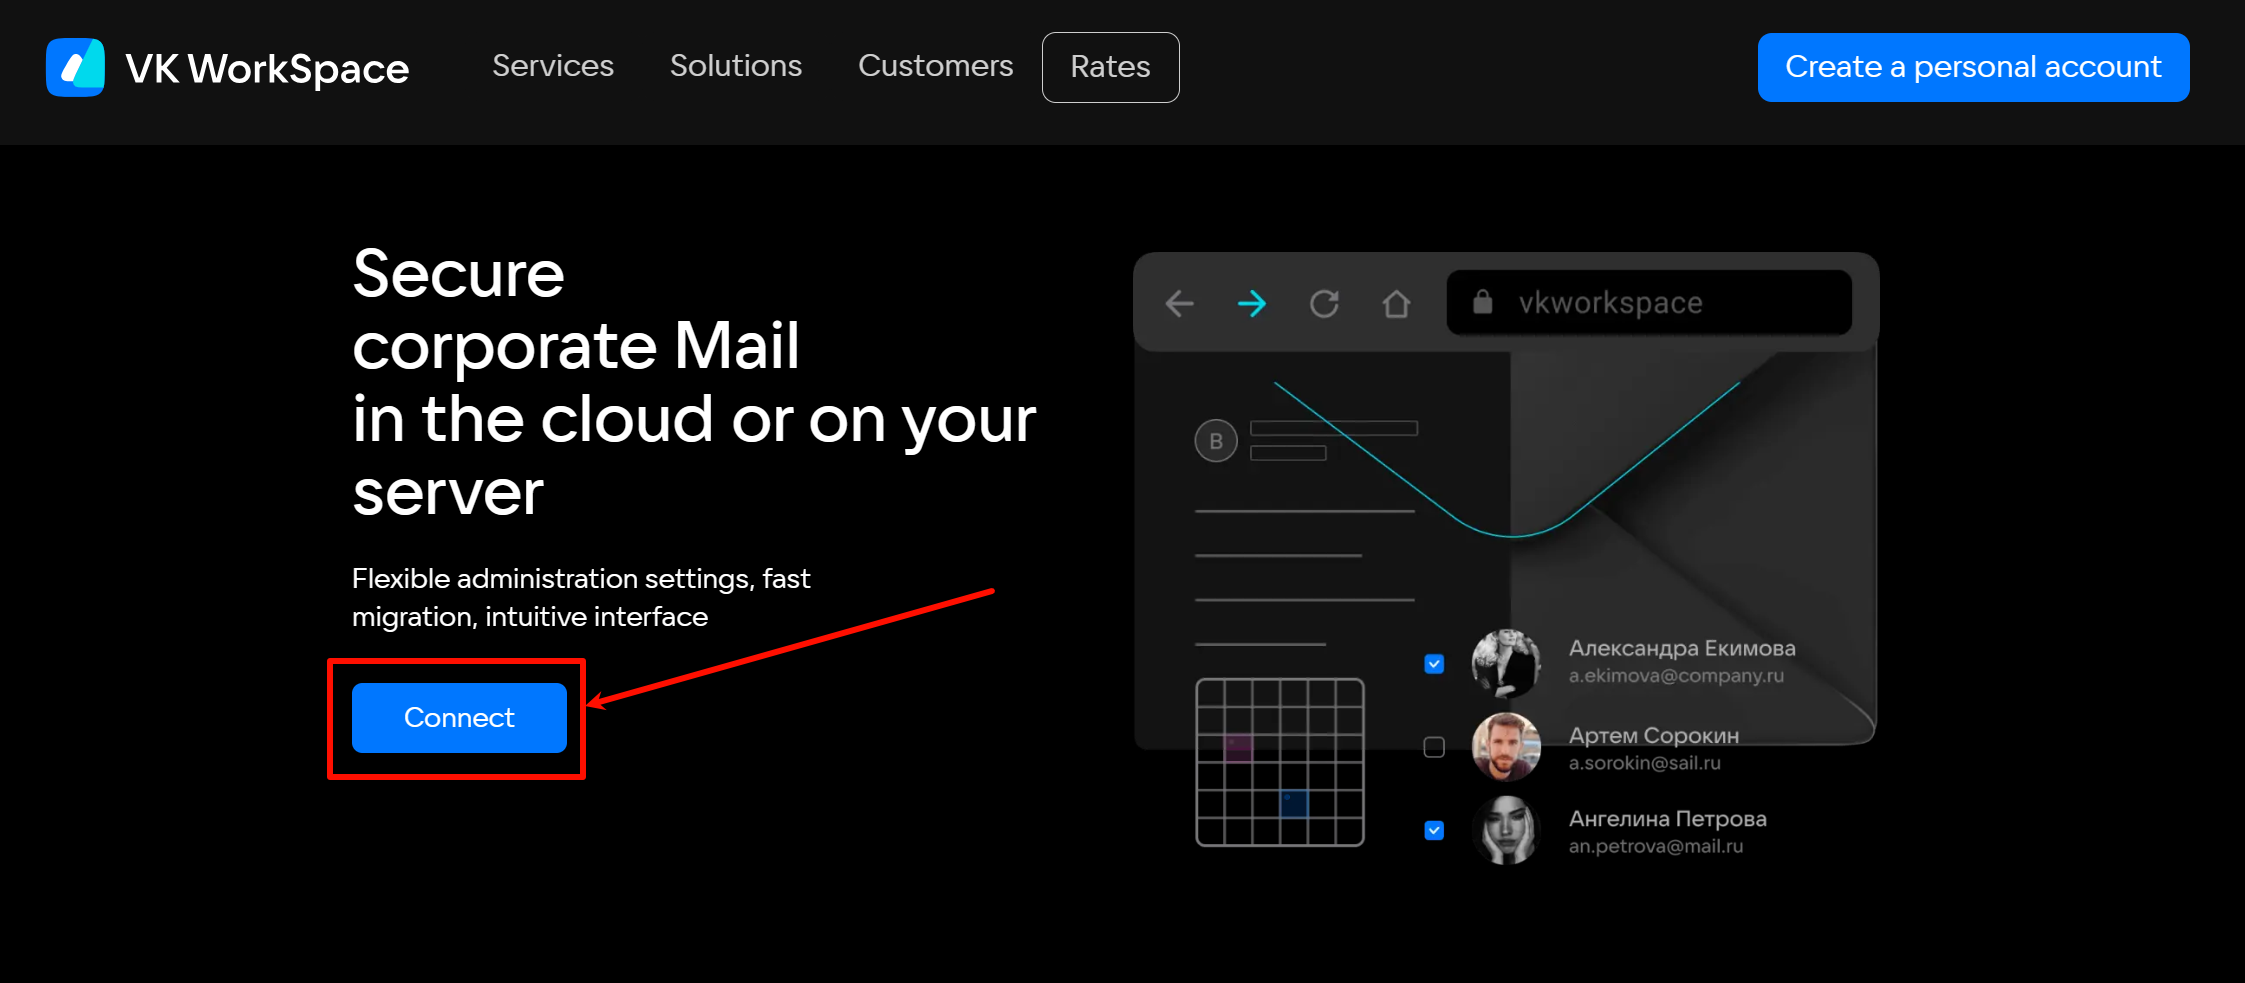 VK WorkSpace
Services
Solutions
Customers
Rates
Create a personal account
Secure
corporate Mail
in the cloud or on your
server
Flexible administration settings, fast
migration, intuitive interface
Connect
vkworkspace
B
Александра Екимова
a.ekimova@company.ru
Артем Сорокин
a.sorokin@sail.ru
Ангелина Петрова
an.petrova@mail.ru